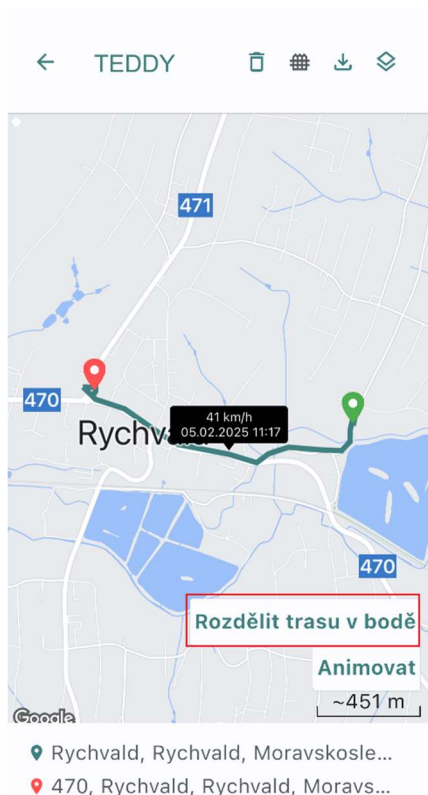 TEDDY
471
470
41 km/h
05.02.2025 11:17
Rychvald
470
Rozdělit trasu v bodě
Animovat
~451 m
Google
Rychvald, Rychvald, Moravskosle...
470, Rychvald, Rychvald, Moravs...